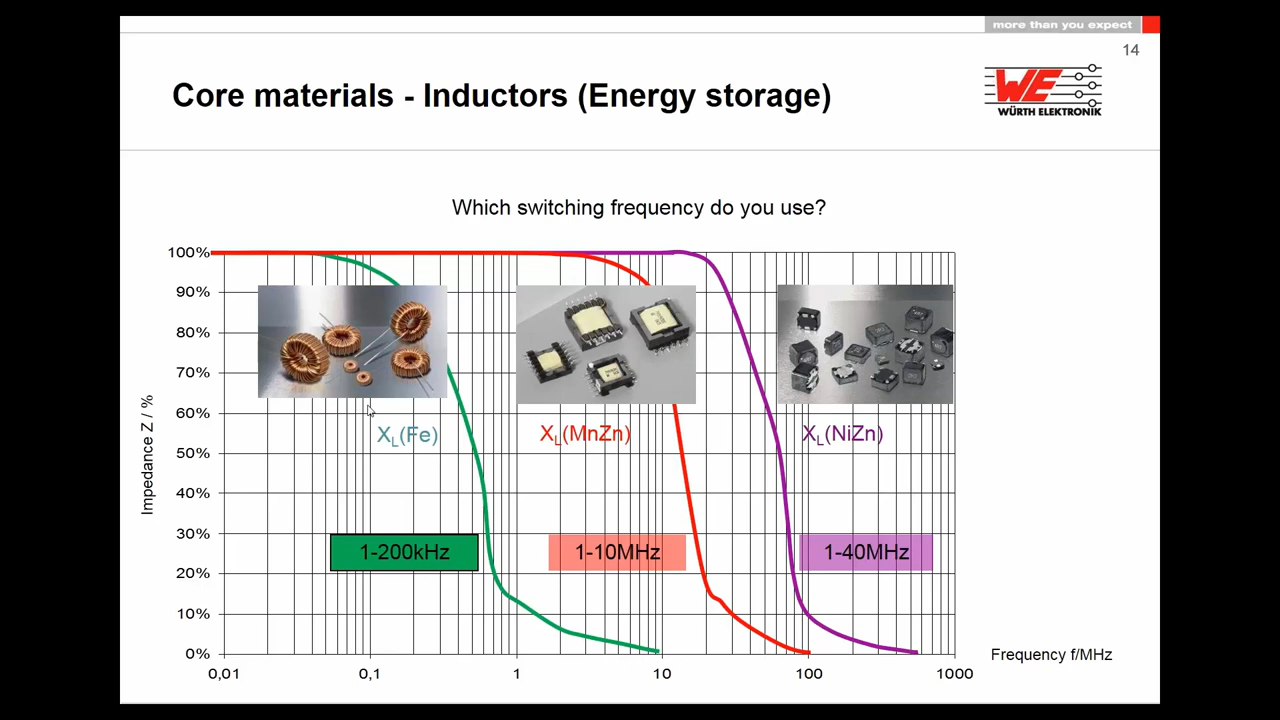 more than you expect
14
Core materials - Inductors (Energy storage)
WE
WÜRTH ELEKTRONIK
Which switching frequency do you use?
100%
90%
80%
70%
60%
50%
40%
30%
20%
10%
0%
Impedance Z / %
XL(Fe)
XL(MnZn)
XL(NiZn)
1-200kHz
1-10MHz
1-40MHz
0,01
0,1
1
10
100
1000
Frequency f/MHz